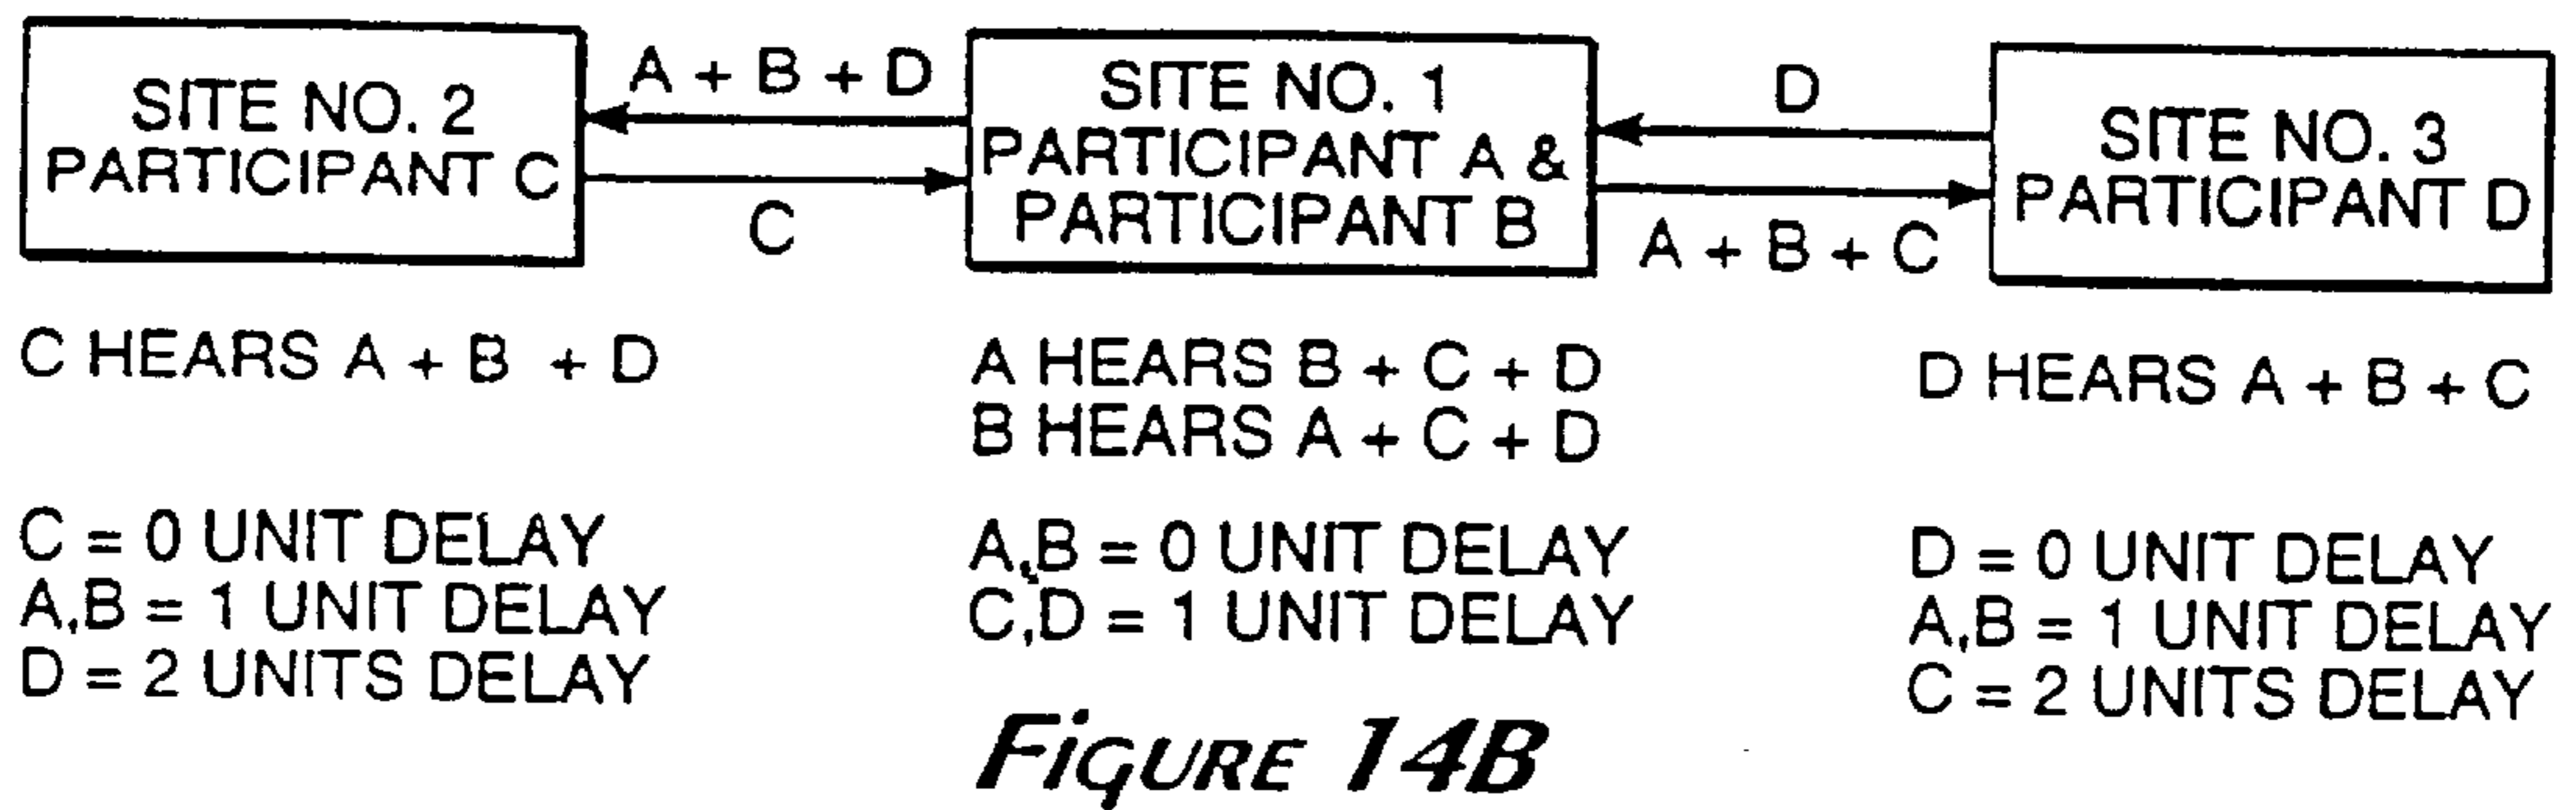 SITE NO. 2
PARTICIPANT C
A + B + D
C
SITE NO. 1
PARTICIPANT A &
PARTICIPANT B
D
A + B + C
SITE NO. 3
PARTICIPANT D
C HEARS A + B + D
A HEARS B + C + D
B HEARS A + C + D
D HEARS A + B + C
C = 0 UNIT DELAY
A,B = 1 UNIT DELAY
D = 2 UNITS DELAY
A,B = 0 UNIT DELAY
C,D = 1 UNIT DELAY
D = 0 UNIT DELAY
A,B = 1 UNIT DELAY
C = 2 UNITS DELAY
FIGURE 14B